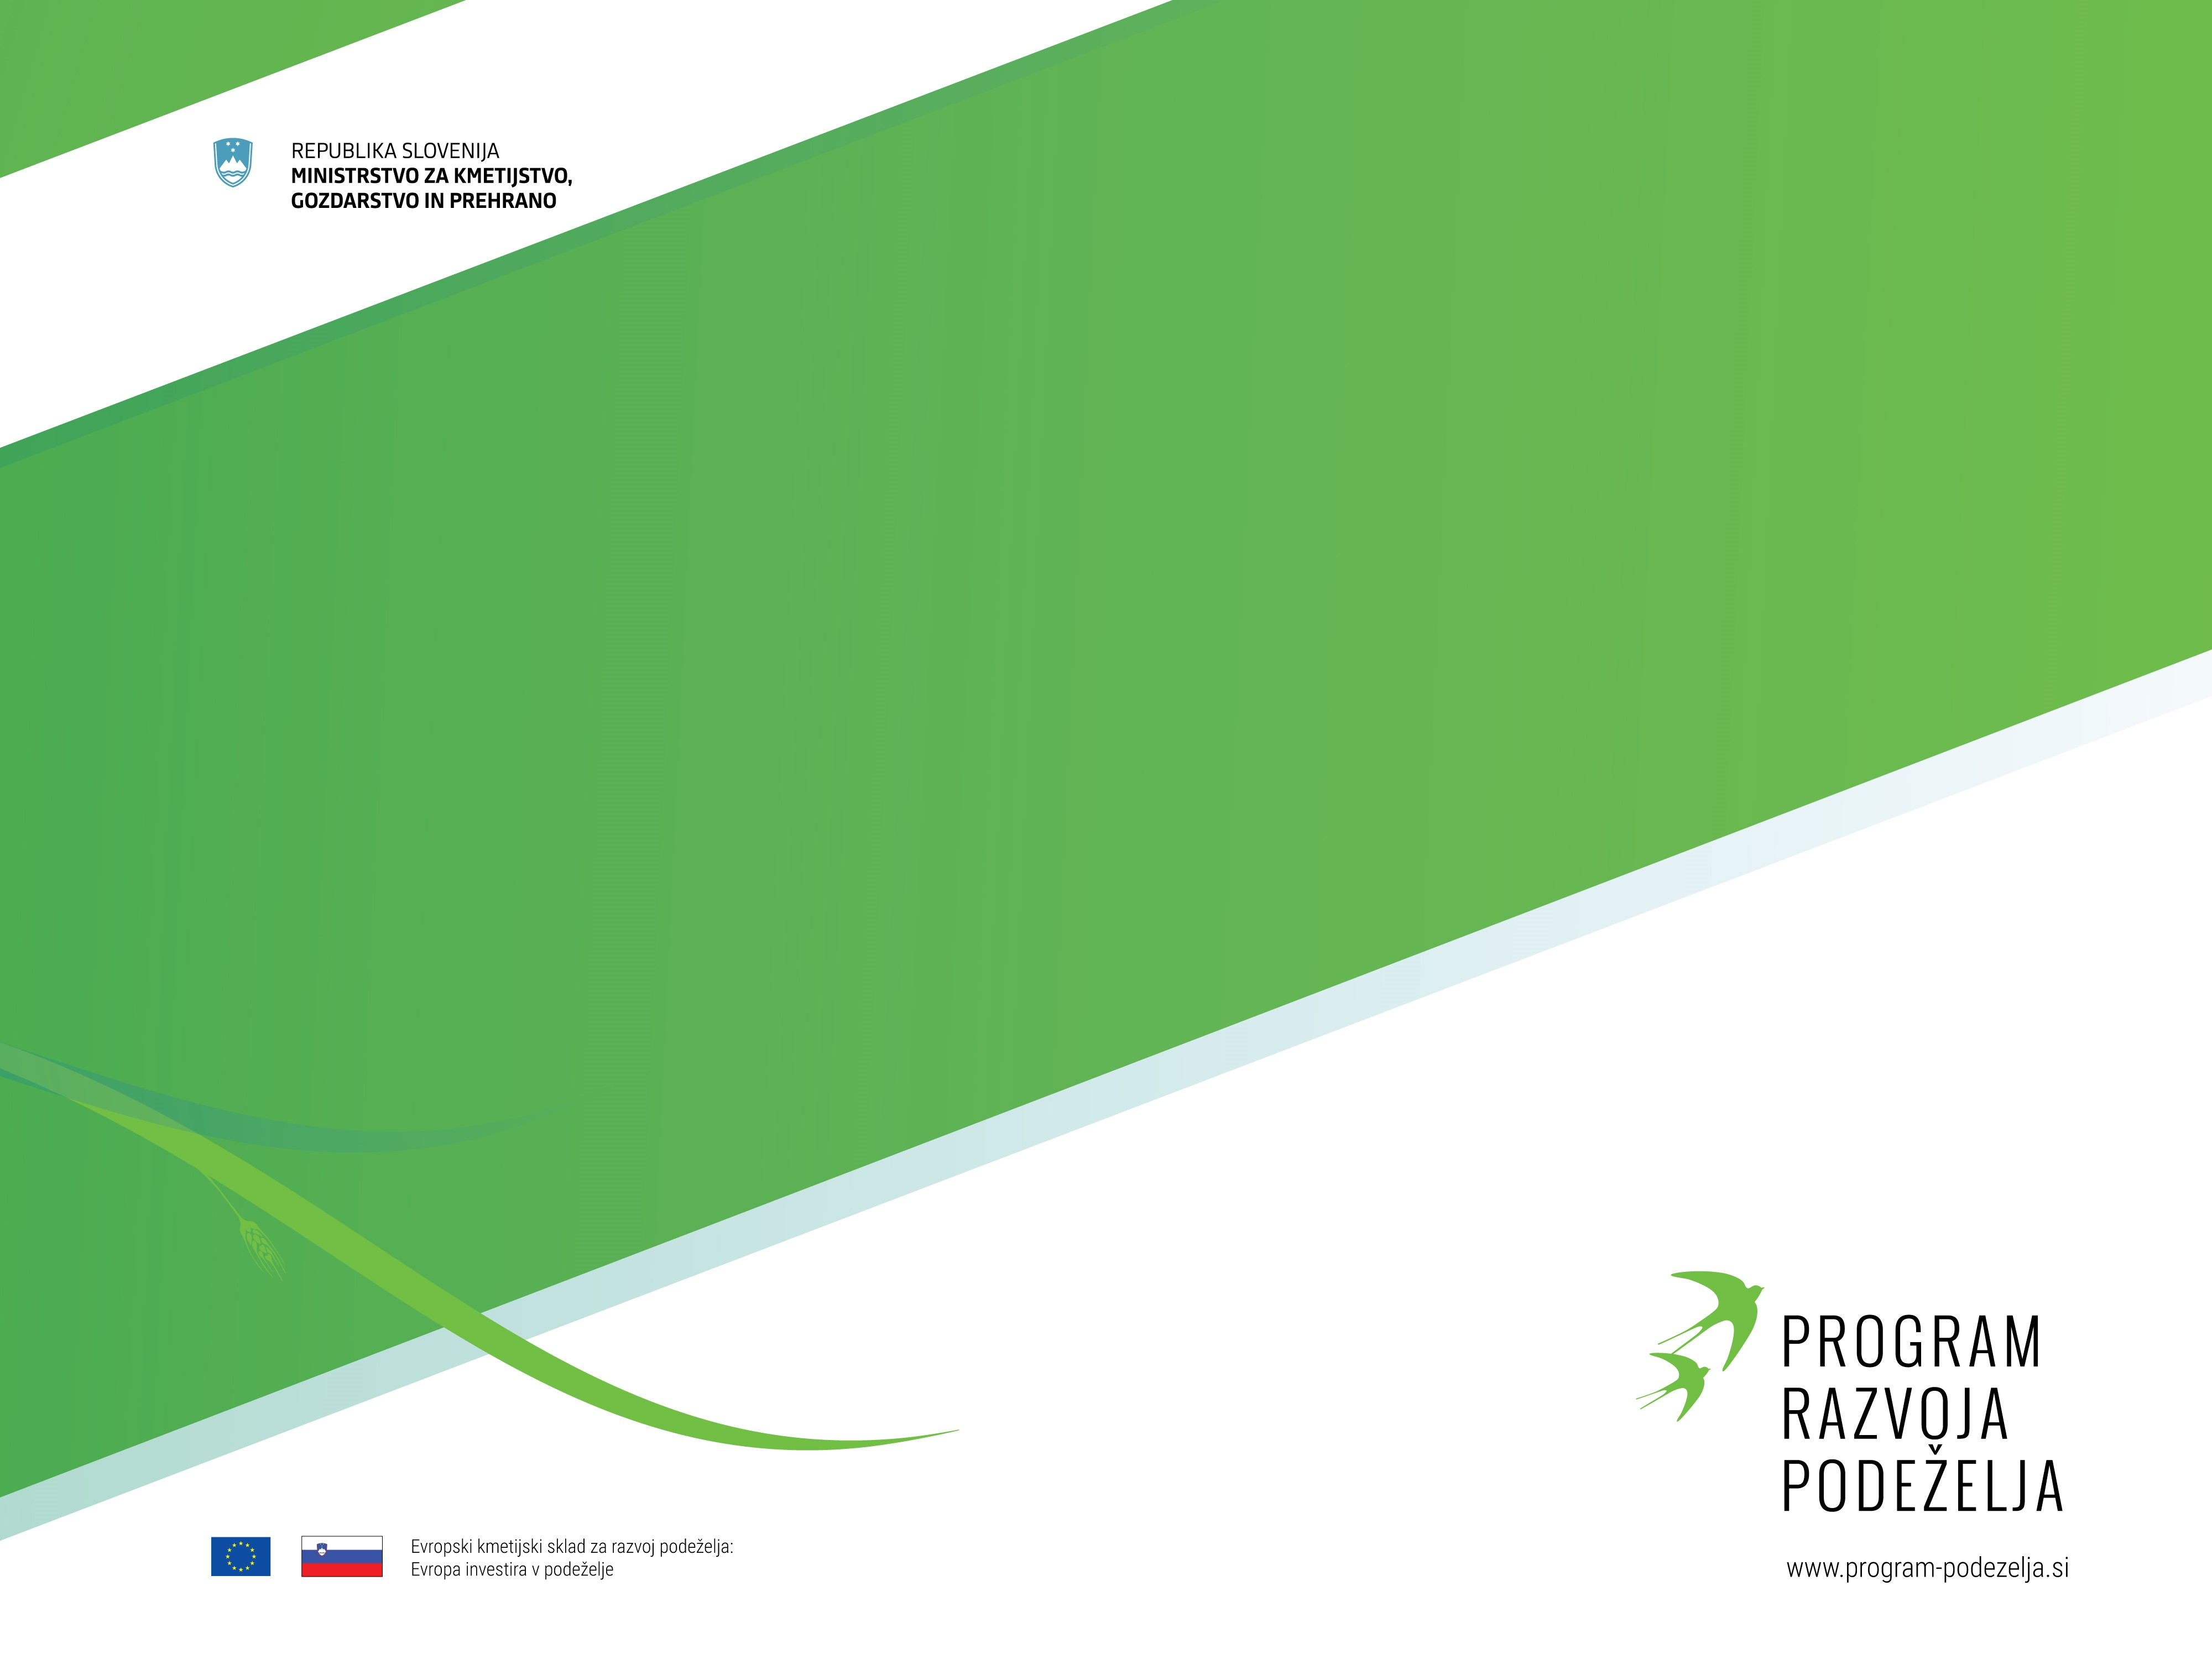 REPUBLIKA SLOVENIJA
MINISTRSTVO ZA KMETIJSTVO,
GOZDARSTVO IN PREHRANO
PROGRAM
RAZVOJA
PODEŽELJA
Evropski kmetijski sklad za razvoj podeželja:
Evropa investira v podeželje
www.program-podezelja.si